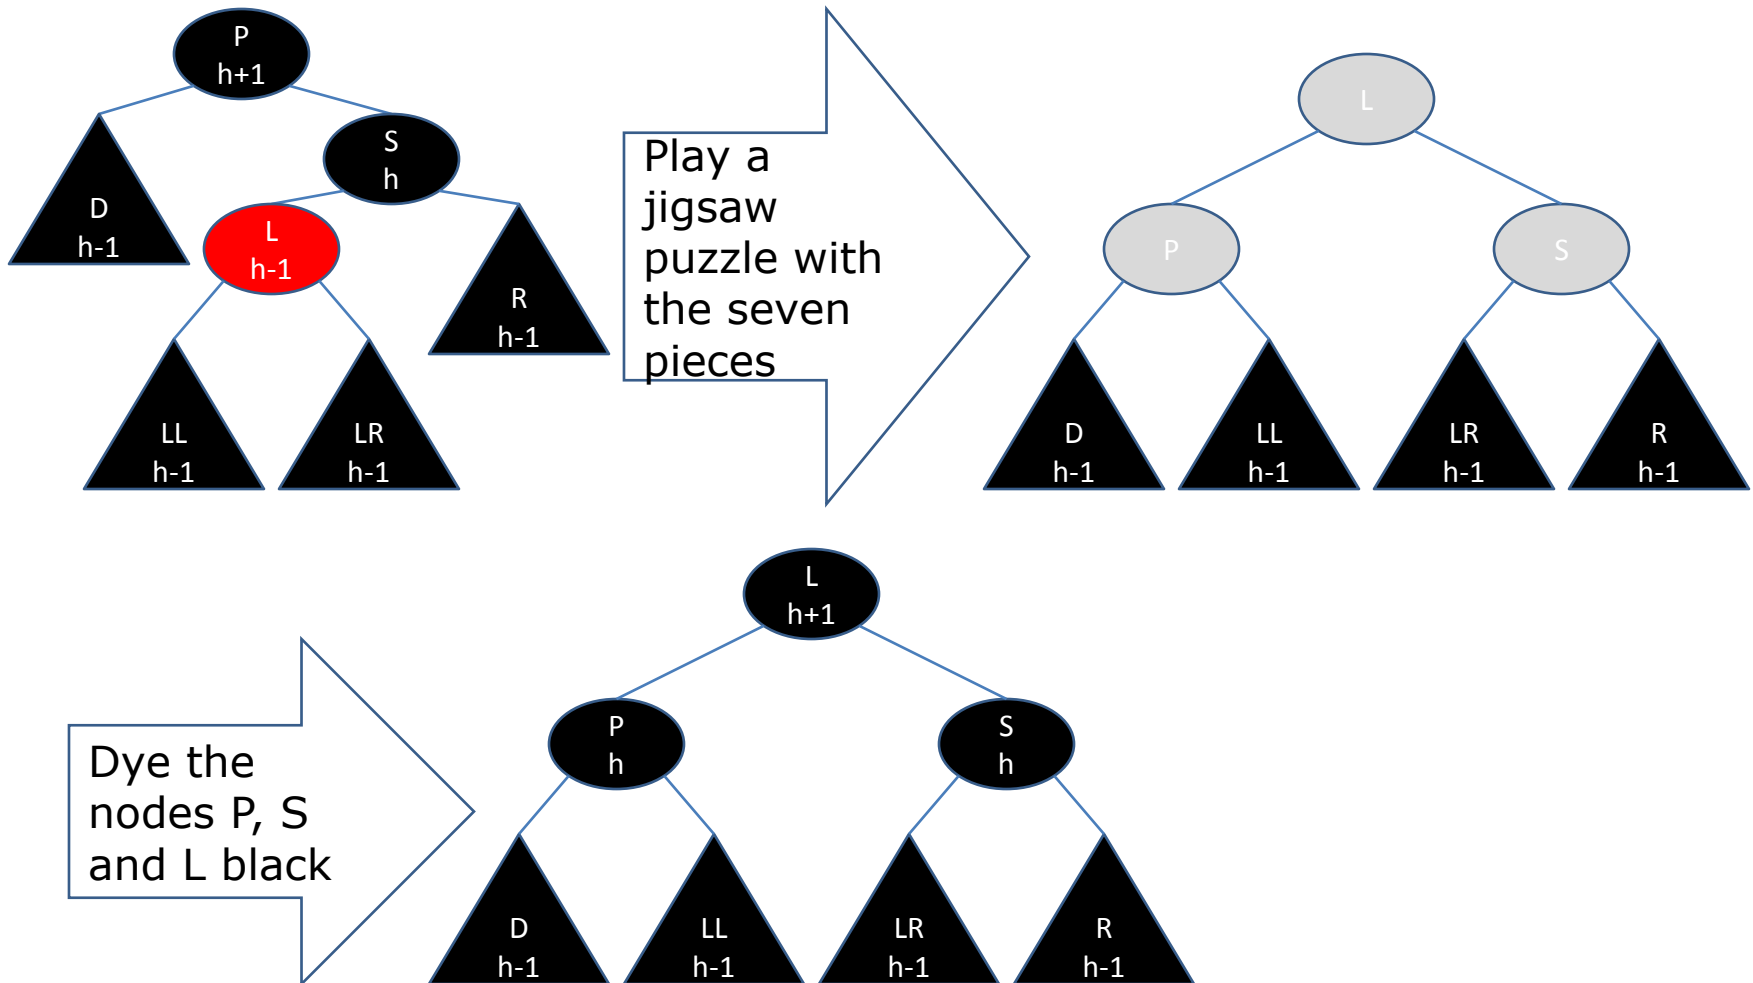 P
h+1
S
h
D
h-1
L
h-1
R
h-1
LL
h-1
LR
h-1
Play a
jigsaw
puzzle with
the seven
pieces
L
P
S
D
h-1
LL
h-1
LR
h-1
R
h-1
Dye the
nodes P, S
and L black
L
h+1
P
h
S
h
D
h-1
LL
h-1
LR
h-1
R
h-1